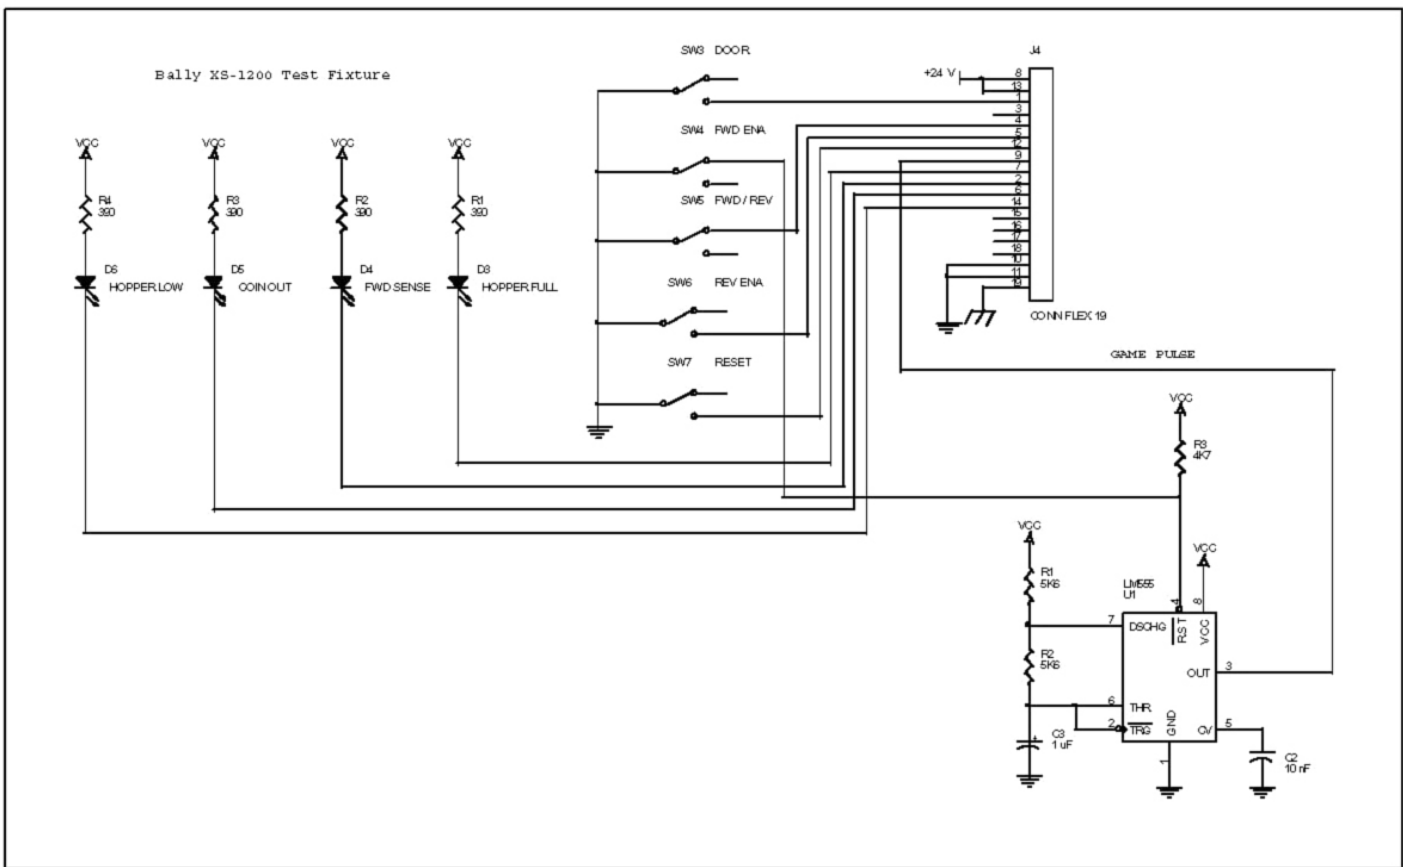 Bally XS-1200 Test Fixture
SW3 DOOR
J4
+24 V
8
13
1
3
4
5
12
9
7
2
6
14
15
16
17
18
10
11
19
CONN FLEX 19
SW4 FWD ENA
SW5 FWD / REV
SW6 REV ENA
SW7 RESET
VCC
VCC
VCC
VCC
R4
390
R3
390
R2
390
R1
390
D6
HOPPER LOW
D5
COIN OUT
D4
FWD SENSE
D3
HOPPER FULL
GAME PULSE
VCC
R3
4K7
VCC
R1
5K6
R2
5K6
VCC
LM555
U1
4
8
7
DSCHG
RST
VCC
OUT
3
6
THR
2
TRG
GND
CV
5
1
C3
+
1 uF
C2
10 nF